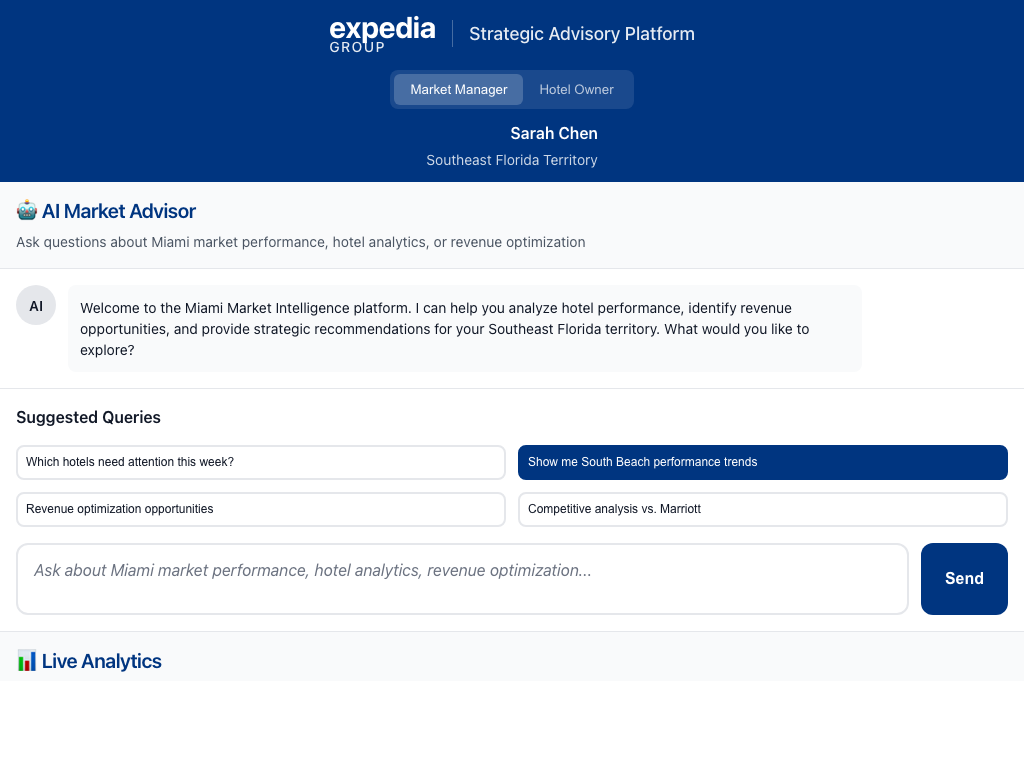 expedia
GROUP
Strategic Advisory Platform
Market Manager
Hotel Owner
Sarah Chen
Southeast Florida Territory
AI Market Advisor
Ask questions about Miami market performance, hotel analytics, or revenue optimization
AI
Welcome to the Miami Market Intelligence platform. I can help you analyze hotel performance, identify revenue
opportunities, and provide strategic recommendations for your Southeast Florida territory. What would you like to
explore?
Suggested Queries
Which hotels need attention this week?
Show me South Beach performance trends
Revenue optimization opportunities
Competitive analysis vs. Marriott
Ask about Miami market performance, hotel analytics, revenue optimization...
Send
Live Analytics